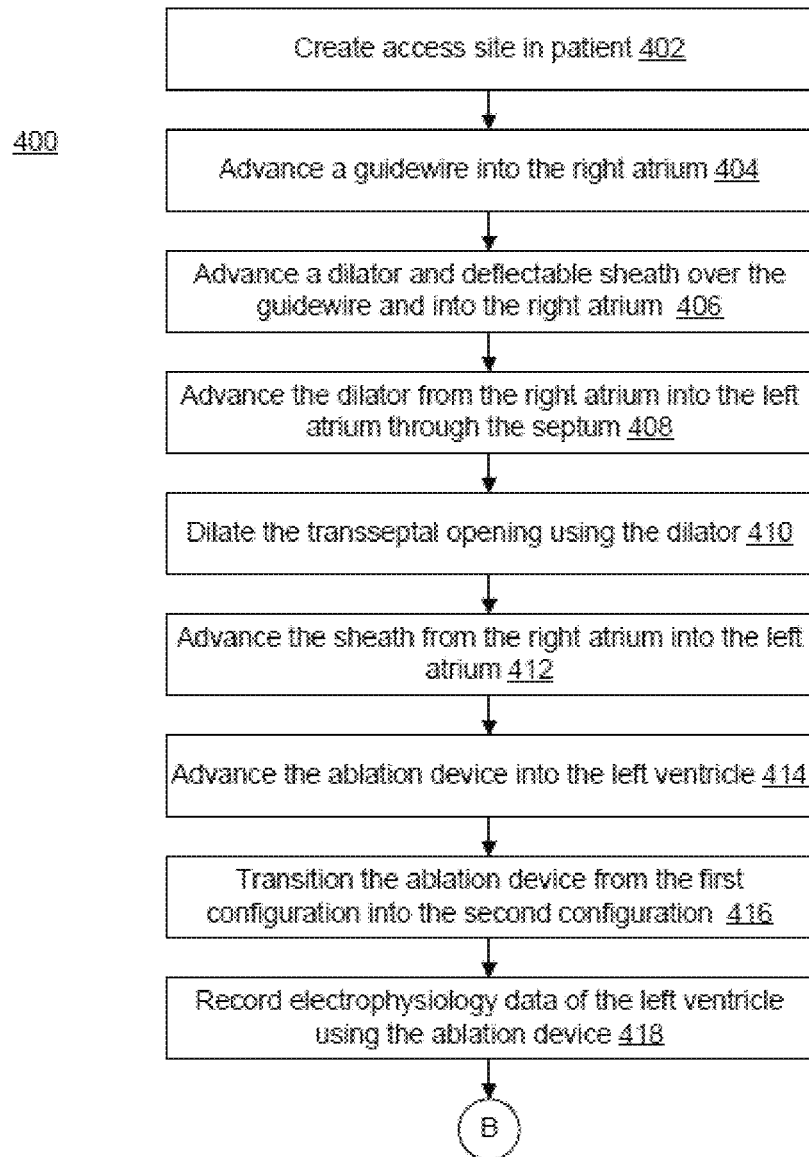 Create access site in patient 402
400
Advance a guidewire into the right atrium 404
Advance a dilator and deflectable sheath over the
guidewire and into the right atrium 406
Advance the dilator from the right atrium into the left
atrium through the septum 408
Dilate the transseptal opening using the dilator 410
Advance the sheath from the right atrium into the left
atrium 412
Advance the ablation device into the left ventricle 414
Transition the ablation device from the first
configuration into the second configuration 416
Record electrophysiology data of the left ventricle
using the ablation device 418
B